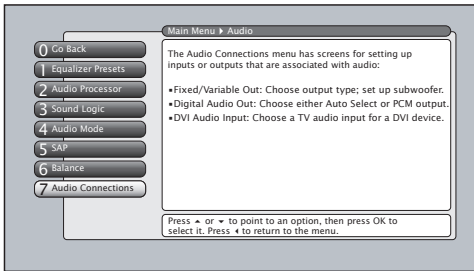 Main Menu ▸ Audio
0 Go Back
1 Equalizer Presets
2 Audio Processor
3 Sound Logic
4 Audio Mode
5 SAP
6 Balance
7 Audio Connections
The Audio Connections menu has screens for setting up
inputs or outputs that are associated with audio:
•Fixed/Variable Out: Choose output type; set up subwoofer.
•Digital Audio Out: Choose either Auto Select or PCM output.
•DVI Audio Input: Choose a TV audio input for a DVI device.
Press ▴ or ▾ to point to an option, then press OK to
select it. Press ◂ to return to the menu.